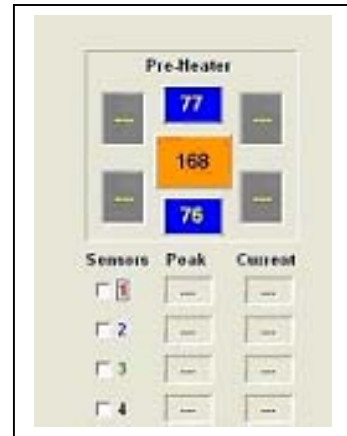 Pre-Heater
--- 77 ---
168
--- 76 ---
Sensors Peak Current
1 --- ---
2 --- ---
3 --- ---
4 --- ---